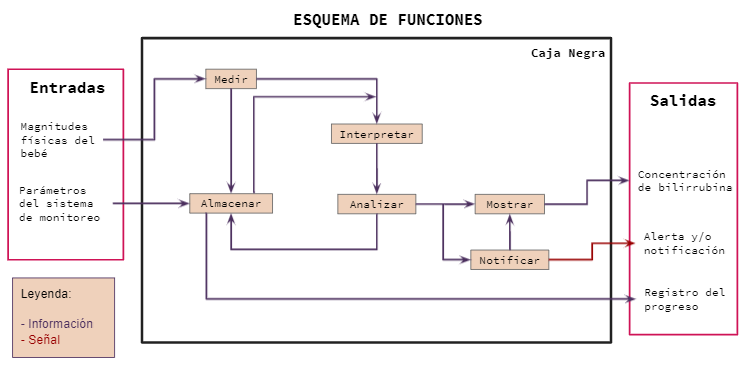 ESQUEMA DE FUNCIONES
Caja Negra
Entradas
Magnitudes
físicas del
bebé
Parámetros
del sistema
de monitoreo
Medir
Interpretar
Almacenar
Analizar
Mostrar
Notificar
Salidas
Concentración
de bilirrubina
Alerta y/o
notificación
Registro del
progreso
Leyenda:
- Información
- Señal